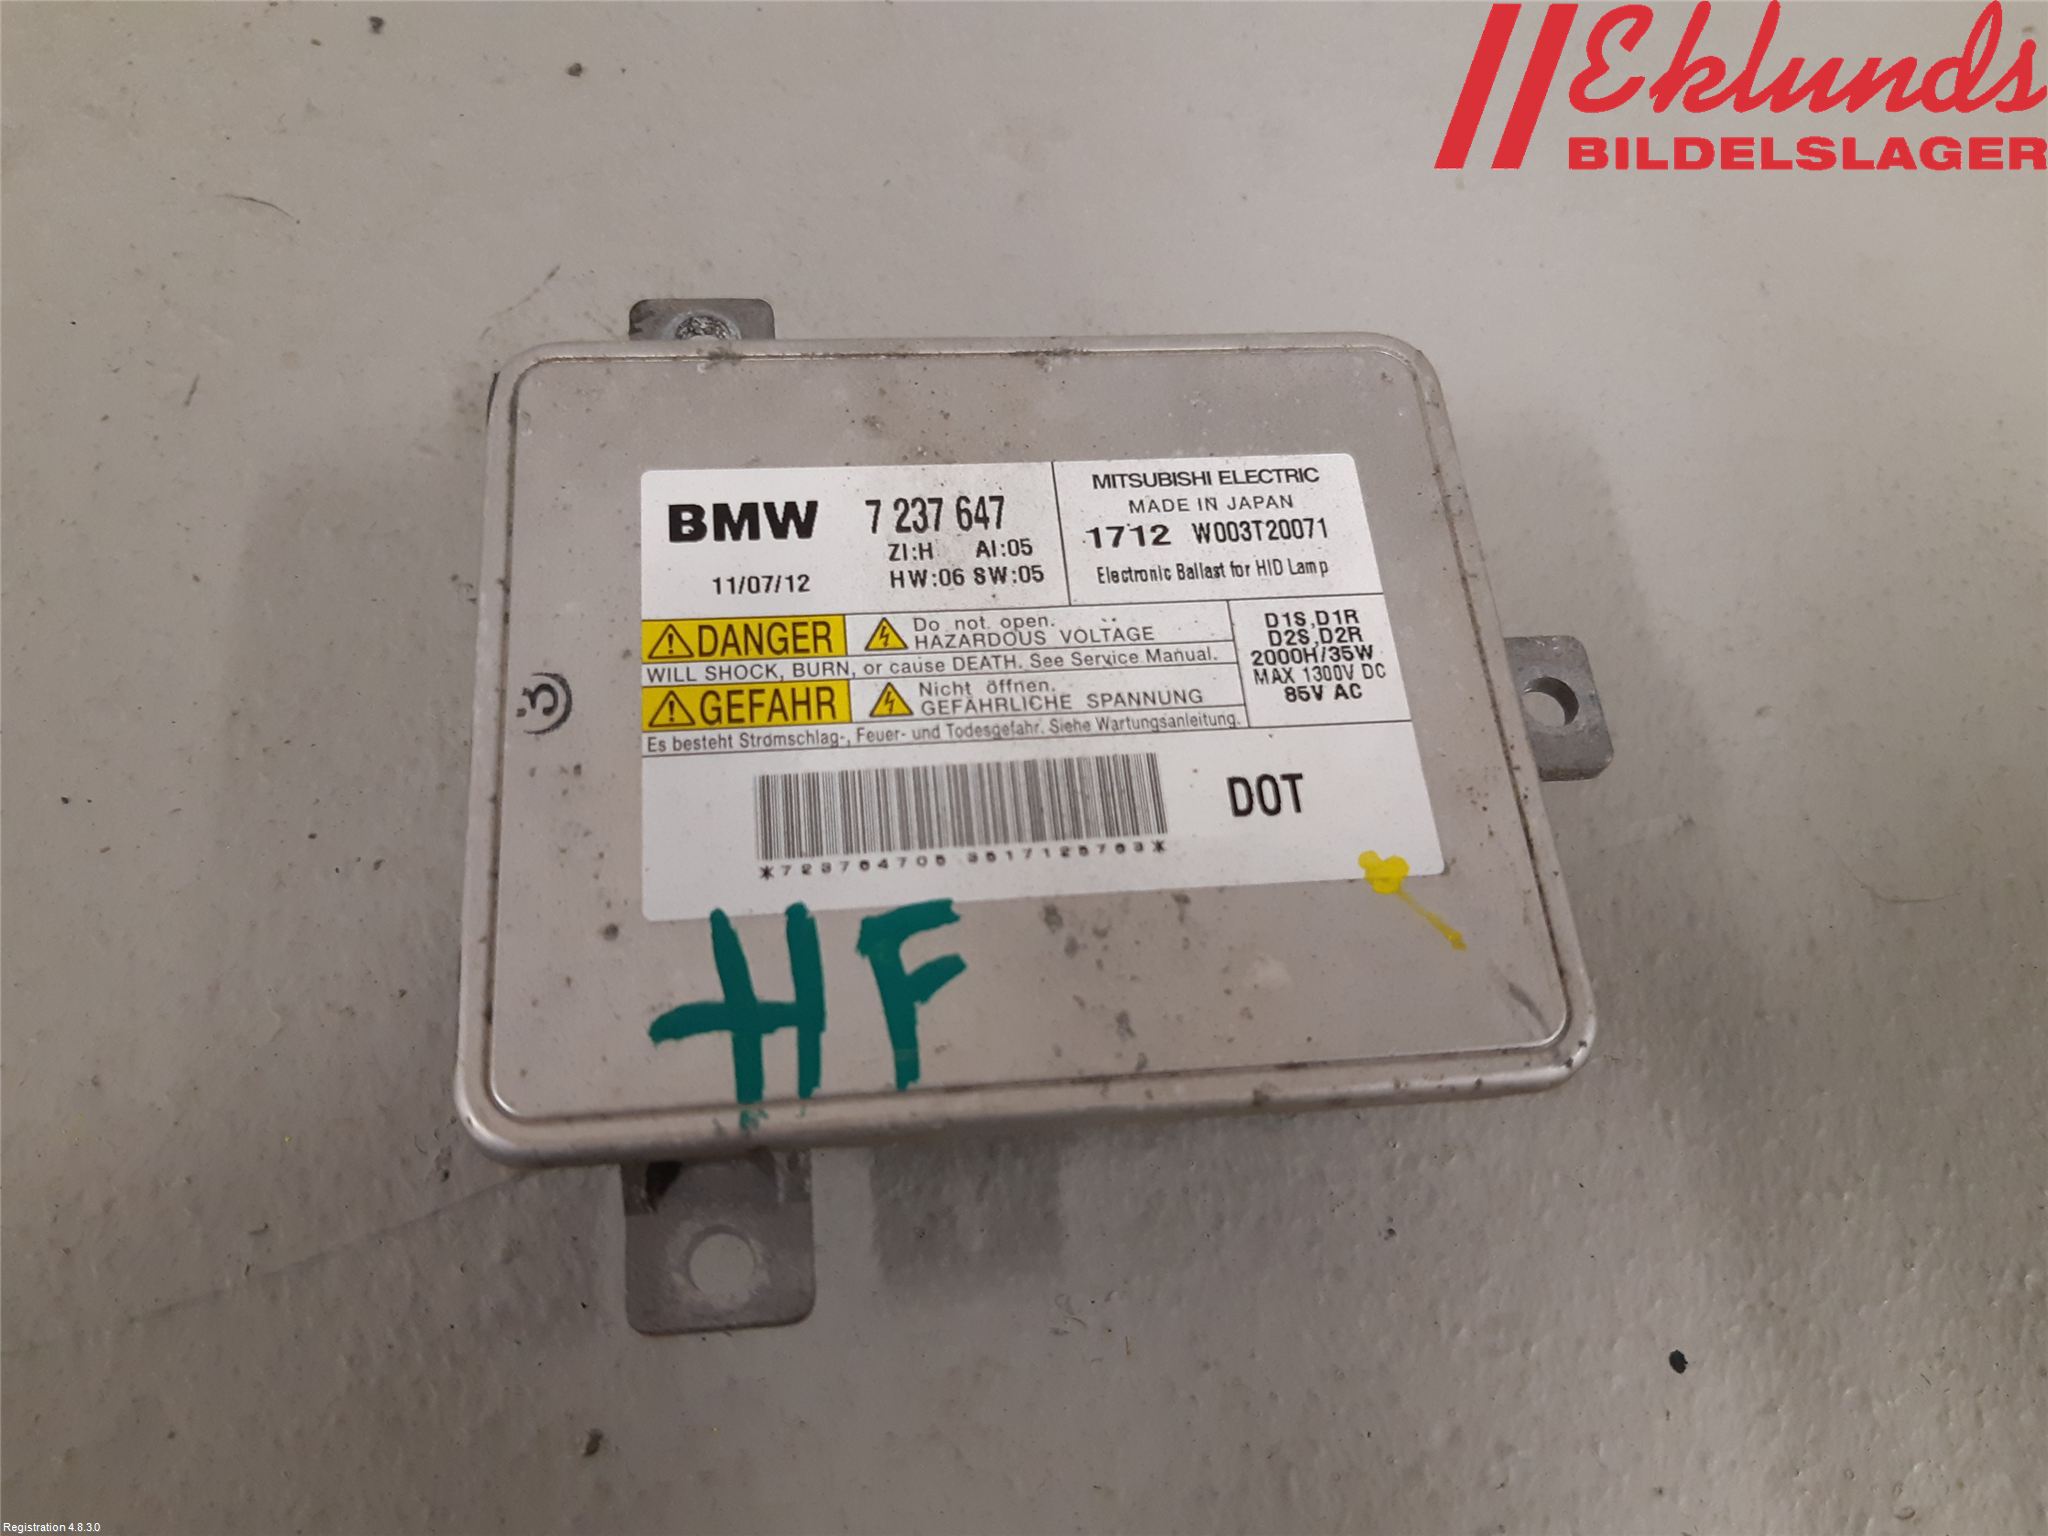 Eklunds
BILDELSLAGER
BMW 7 237 647
ZI:H AI:05
11/07/12 HW:06 SW:05
MITSUBISHI ELECTRIC
MADE IN JAPAN
1712 W003T20071
Electronic Ballast for HID Lamp
DANGER Do not open.
HAZARDOUS VOLTAGE
WILL SHOCK, BURN, or cause DEATH. See Service Manual.
GEFAHR Nicht öffnen.
GEFÄHRLICHE SPANNUNG
Es besteht Stromschlag-, Feuer- und Todesgefahr. Siehe Wartungsanleitung.
D1S,D1R
D2S,D2R
2000H/35W
MAX 1300V DC
85V AC
DOT
*723764705 3517125763*
HF
Registration 4.8.3.0